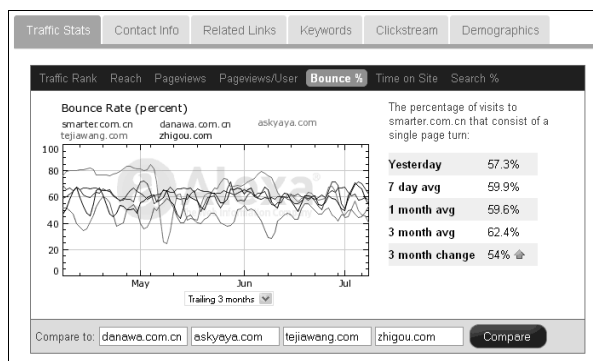 Traffic Stats Contact Info Related Links Keywords Clickstream Demographics
Traffic Rank Reach Pageviews Pageviews/User Bounce % Time on Site Search %
Bounce Rate (percent)
smarter.com.cn danawa.com.cn askyaya.com
tejiawang.com zhigou.com
100
80
60
40
20
0
May Jun Jul
Alexa
Trailing 3 months
The percentage of visits to
smarter.com.cn that consist of a
single page turn:
Yesterday 57.3%
7 day avg 59.9%
1 month avg 59.6%
3 month avg 62.4%
3 month change 54%
Compare to: danawa.com.cn askyaya.com tejiawang.com zhigou.com Compare